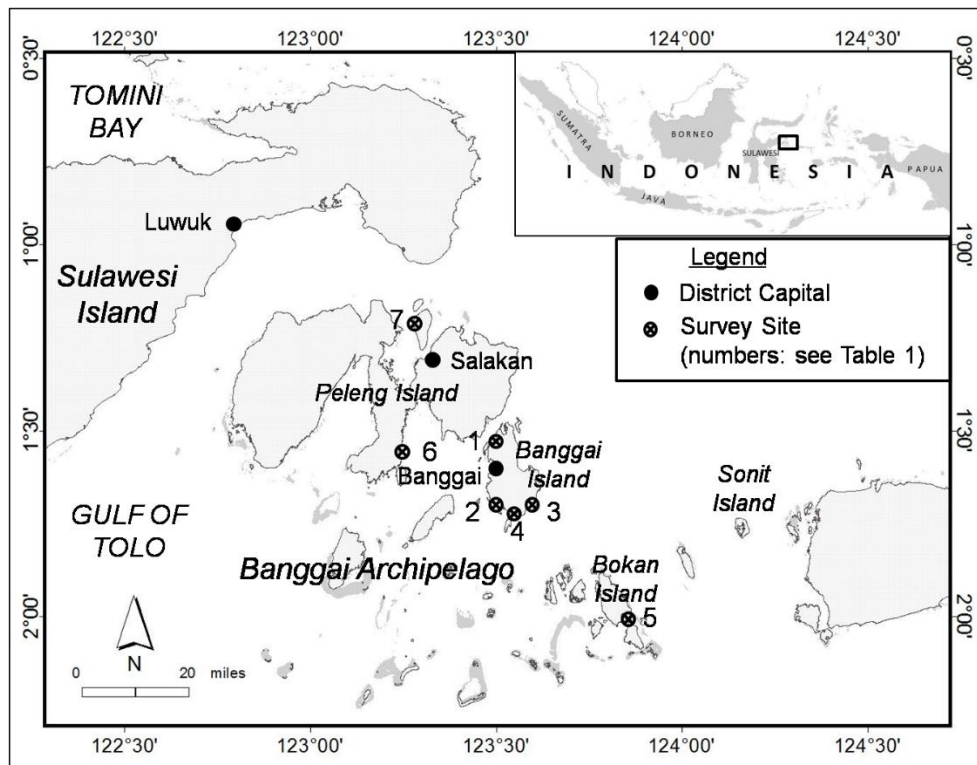 122°30' 123°00' 123°30' 124°00' 124°30'
0°30'
0°30'
TOMINI
BAY
SUMATRA
BORNEO
SULAWESI
INDONESIA
PAPUA
JAVA
Luwuk
1°00'
1°00'
Sulawesi
Island
Legend
District Capital
Survey Site
(numbers: see Table 1)
7
Salakan
Peleng Island
1°30'
1°30'
1
6
Banggai
Banggai
Island
2
3
4
Sonit
Island
GULF OF
TOLO
Banggai Archipelago
Bokan
Island
5
2°00'
2°00'
N
0 20 miles
122°30' 123°00' 123°30' 124°00' 124°30'